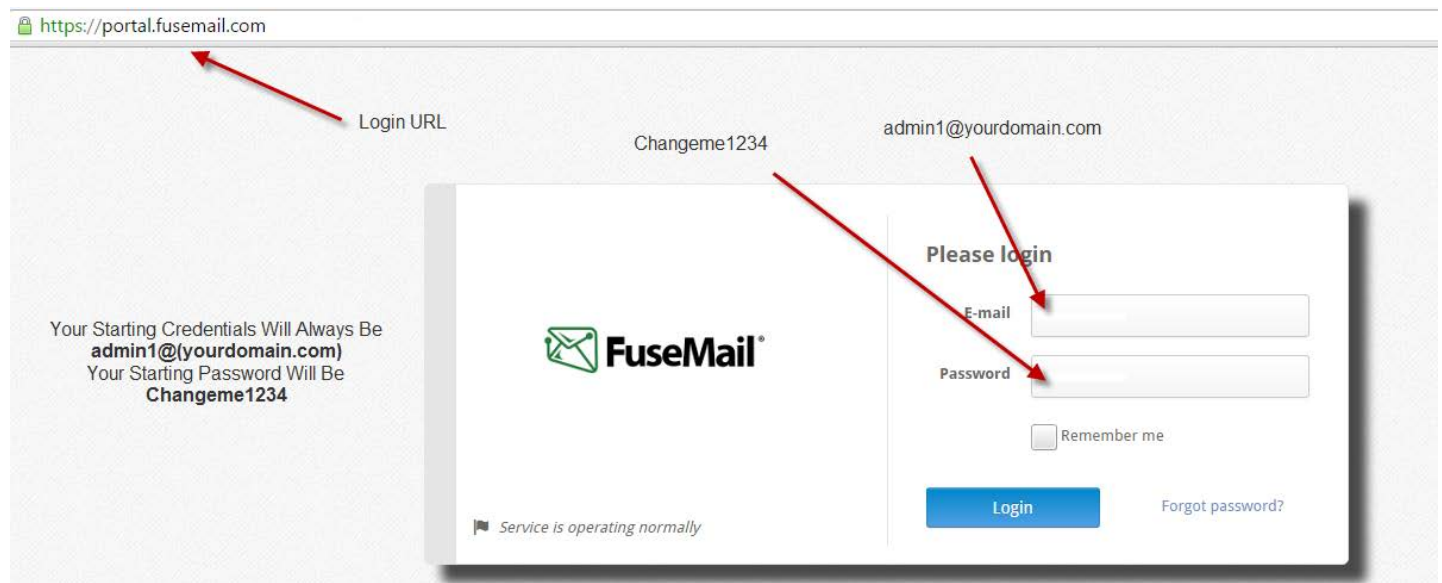 https://portal.fusemail.com
Login URL
Changeme1234
admin1@yourdomain.com
Please login
E-mail
Your Starting Credentials Will Always Be
admin1@(yourdomain.com)
Your Starting Password Will Be
Changeme1234
FuseMail®
Password
Remember me
Login
Forgot password?
Service is operating normally